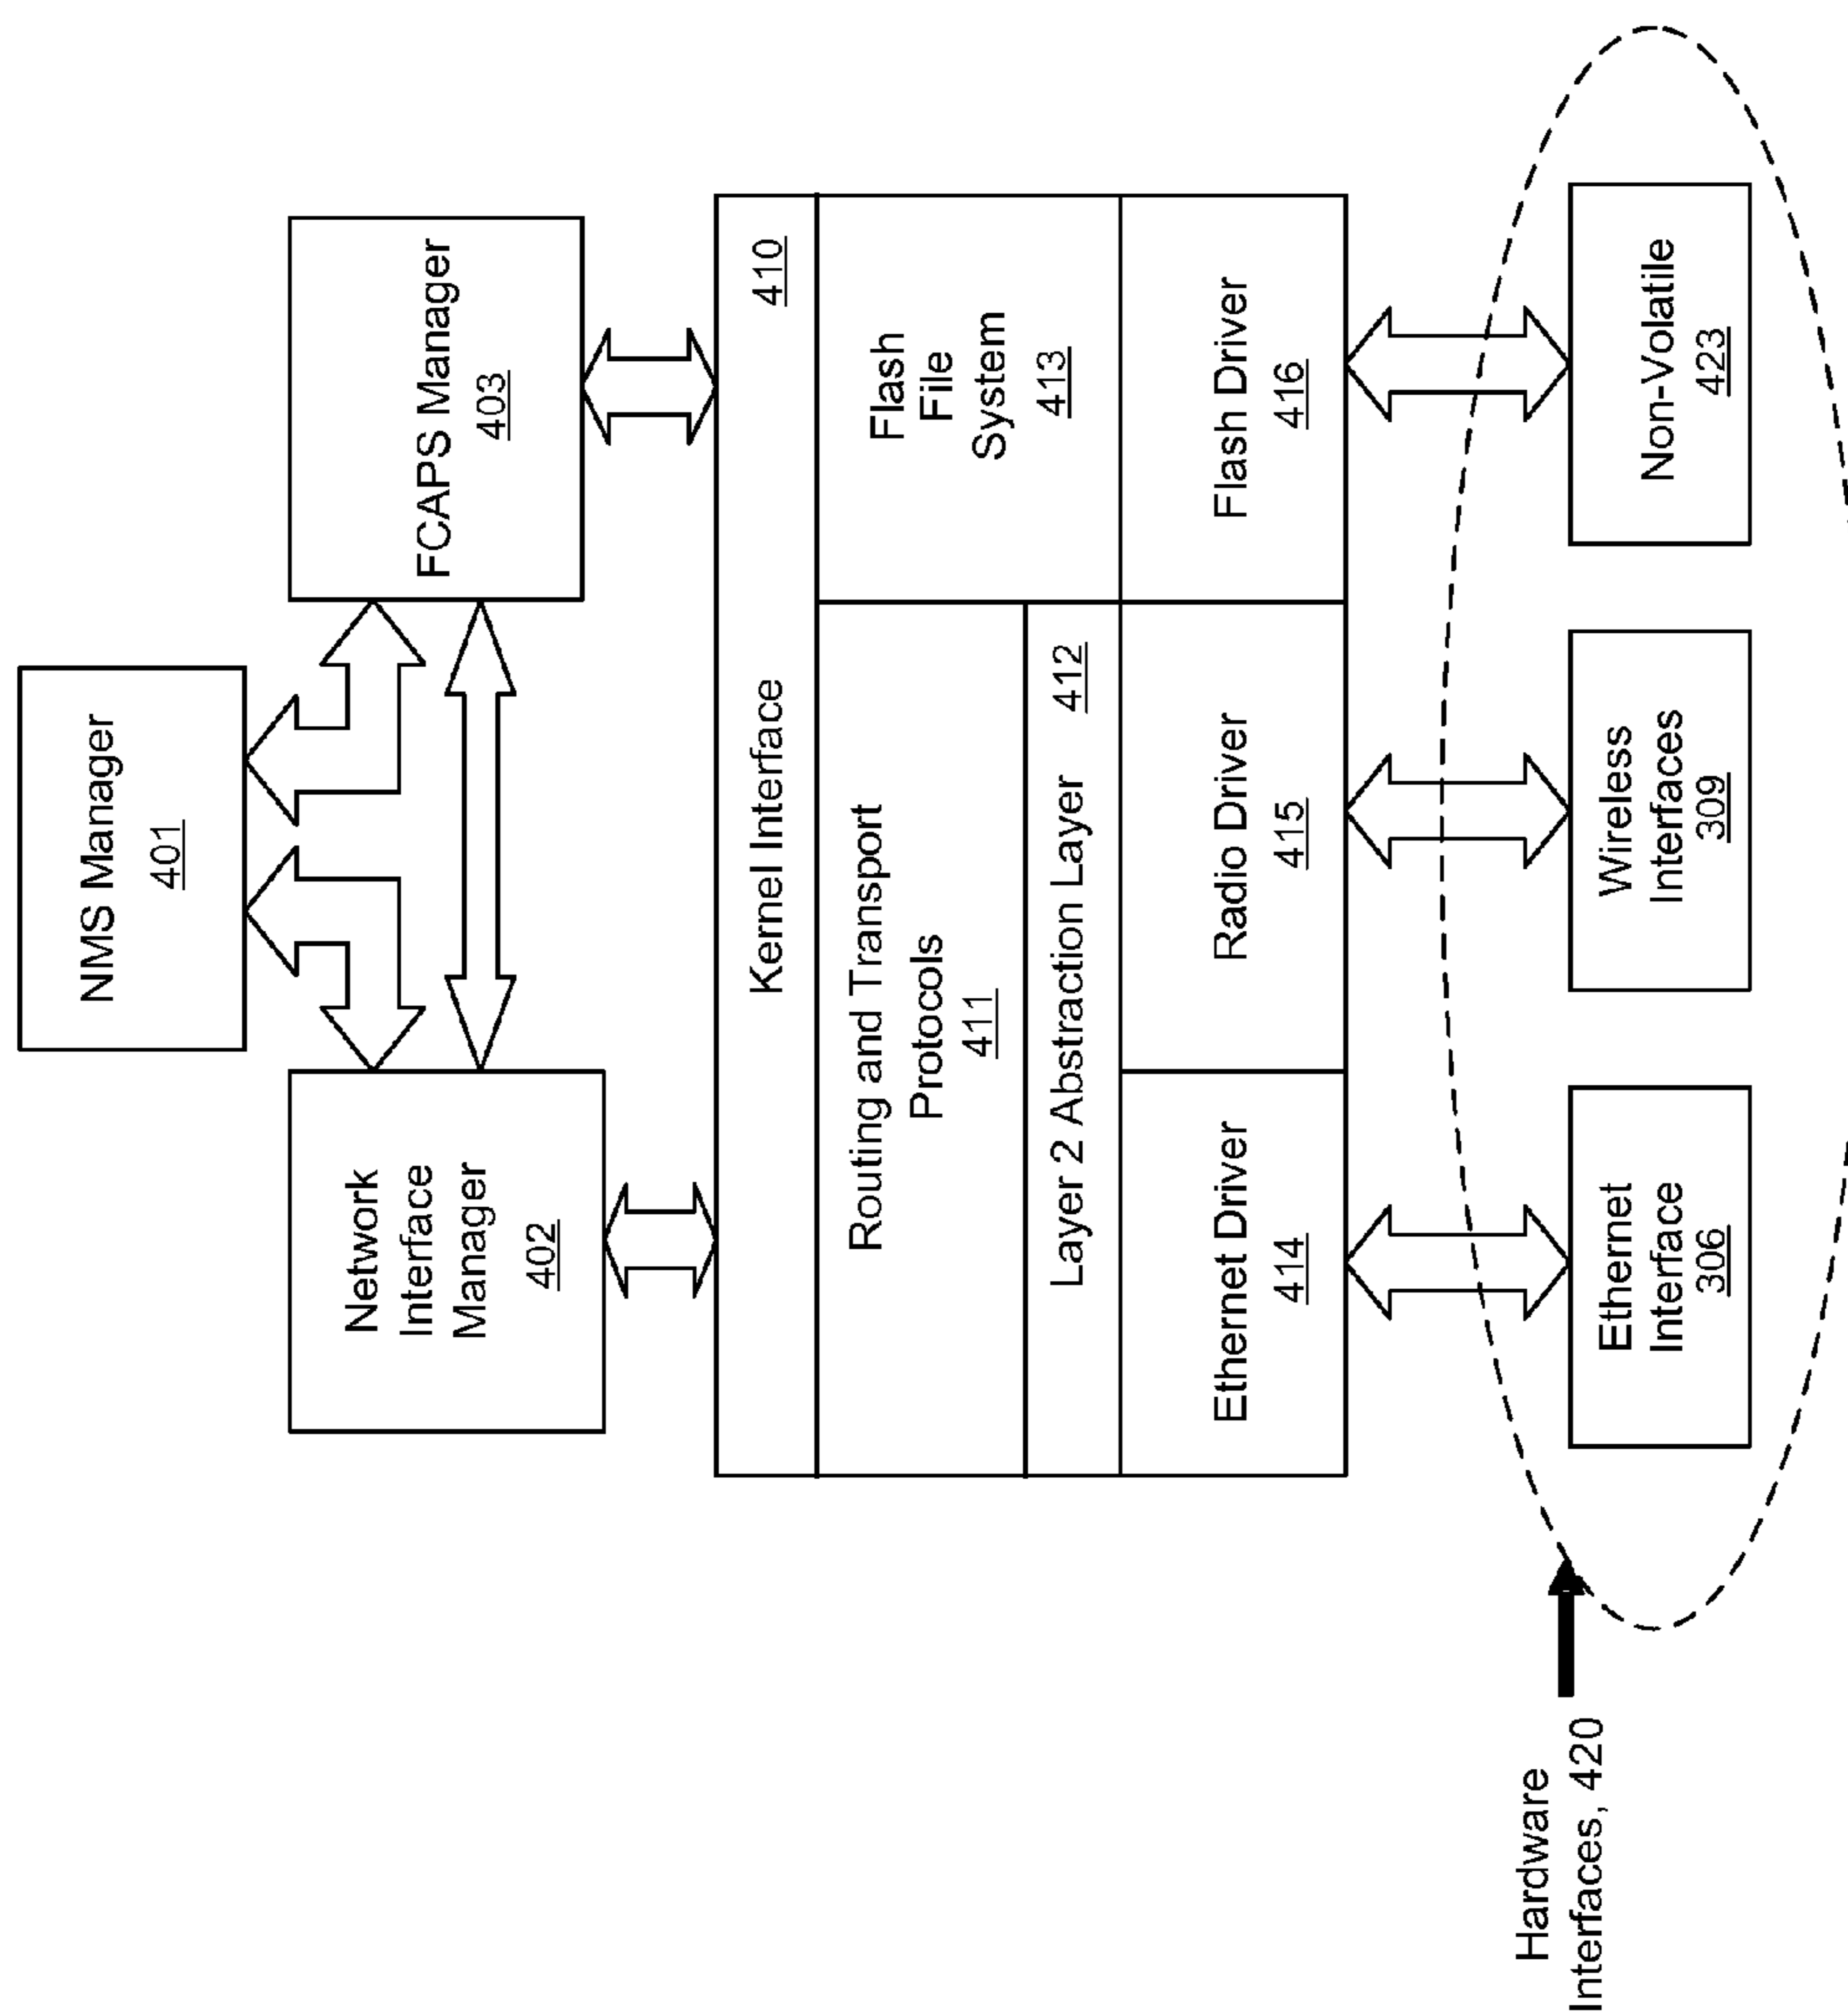 NMS Manager
401
Network
Interface
Manager
402
FCAPS Manager
403
Kernel Interface
410
Routing and Transport
Protocols
411
Flash
File
System
413
Layer 2 Abstraction Layer
412
Ethernet Driver
414
Radio Driver
415
Flash Driver
416
Hardware
Interfaces, 420
Ethernet
Interface
306
Wireless
Interfaces
309
Non-Volatile
423